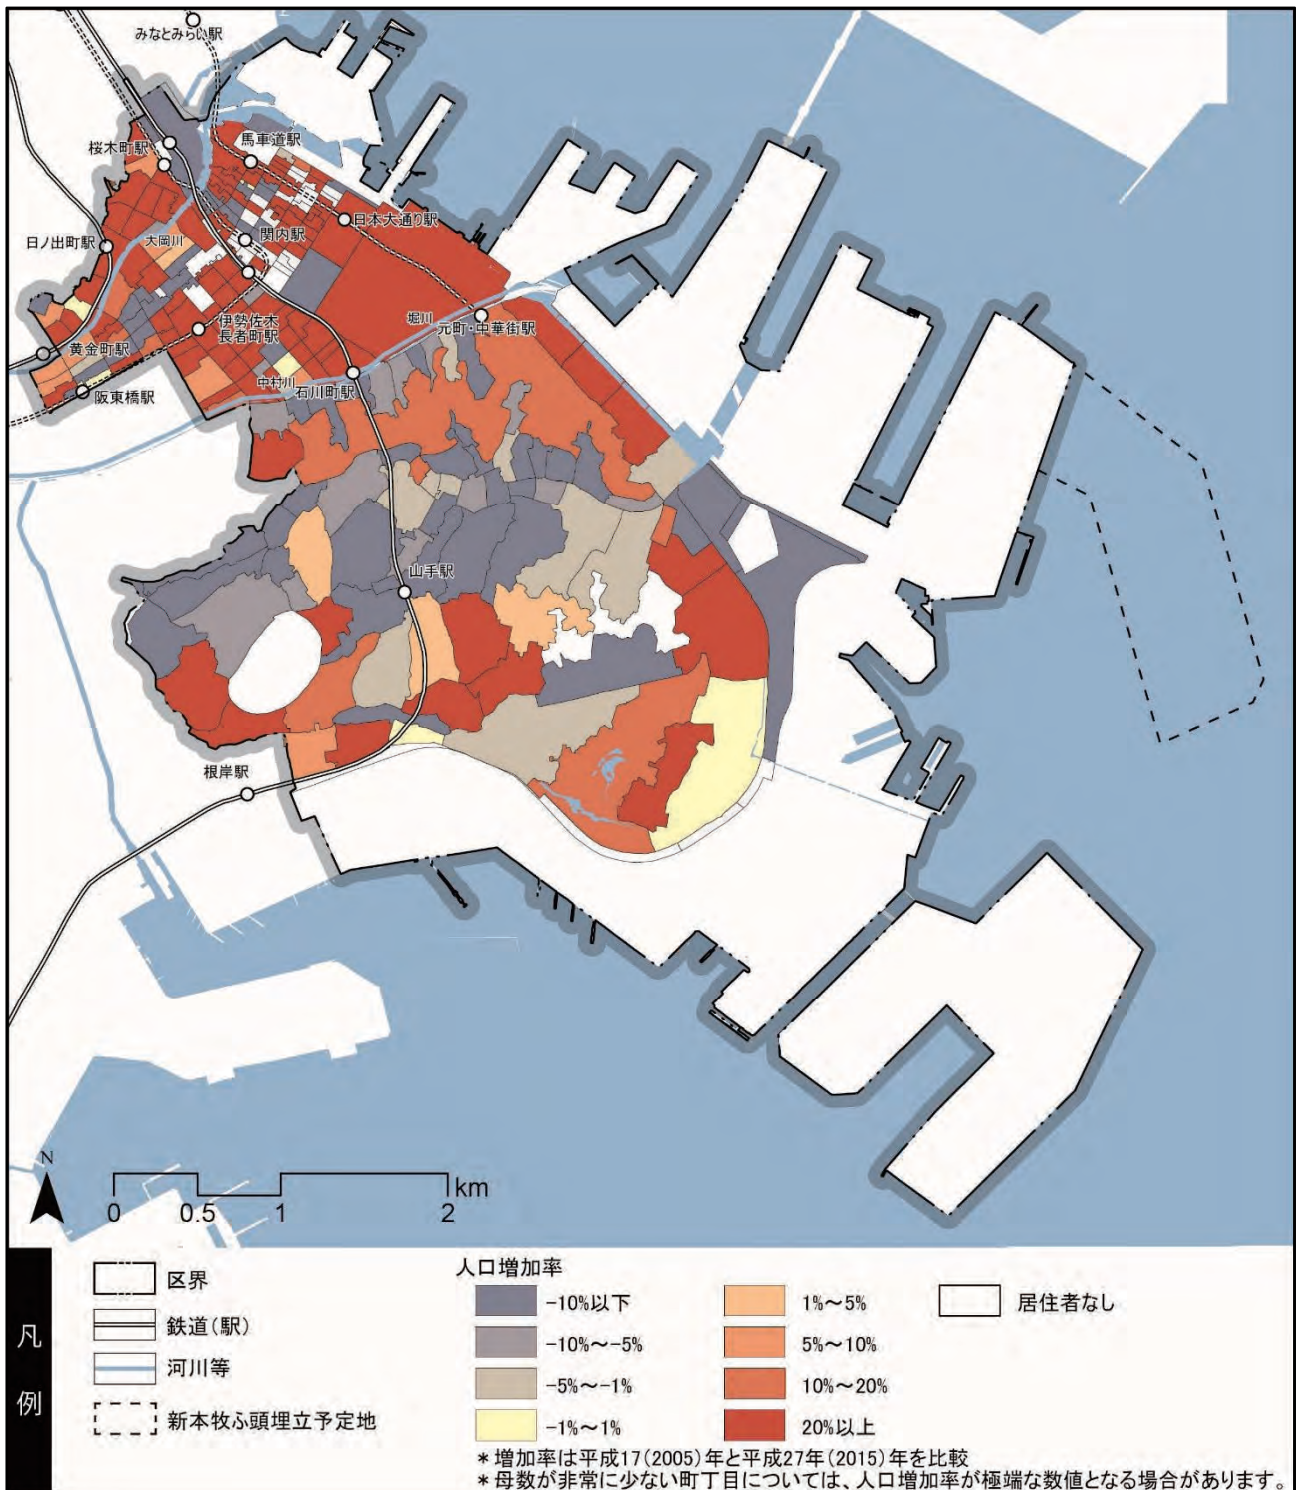 みなとみらい駅
馬車道駅
桜木町駅
日本大通り駅
関内駅
大岡川
日ノ出町駅
堀川
伊勢佐木
長者町駅
元町・中華街駅
黄金町駅
中村川
石川町駅
阪東橋駅
山手駅
根岸駅
N
km
0 0.5 1 2
凡例
区界
鉄道(駅)
河川等
新本牧ふ頭埋立予定地
人口増加率
-10%以下
-10%～-5%
-5%～-1%
-1%～1%
1%～5%
5%～10%
10%～20%
20%以上
居住者なし
*増加率は平成17(2005)年と平成27年(2015)年を比較
*母数が非常に少ない町丁目については、人口増加率が極端な数値となる場合があります。